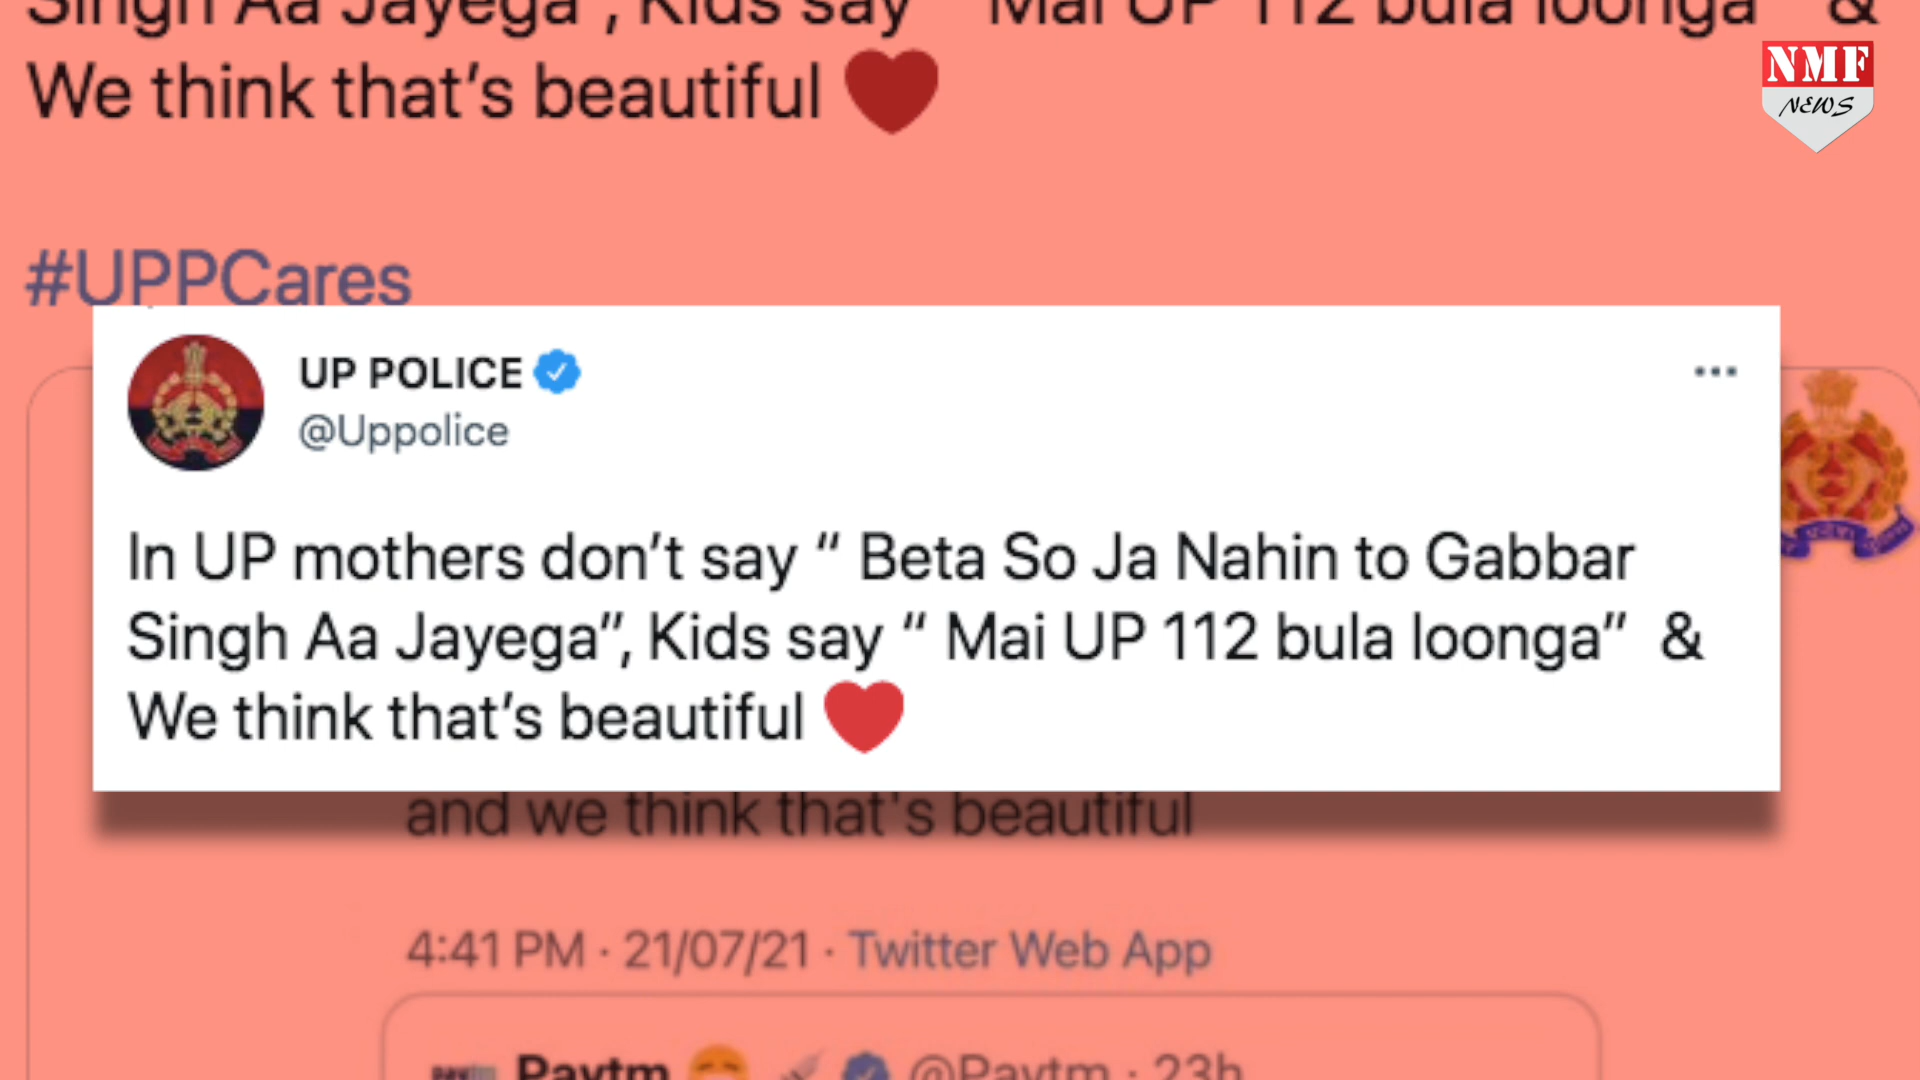 Singh Aa Jayega", Kids say " Mai UP 112 bula loonga" &
We think that's beautiful ❤️
NMF
NEWS
#UPPCares
UP POLICE
@Uppolice
In UP mothers don't say " Beta So Ja Nahin to Gabbar
Singh Aa Jayega", Kids say " Mai UP 112 bula loonga" &
We think that's beautiful ❤️
and we think that's beautiful
4:41 PM · 21/07/21 · Twitter Web App
Paytm @Paytm · 23h